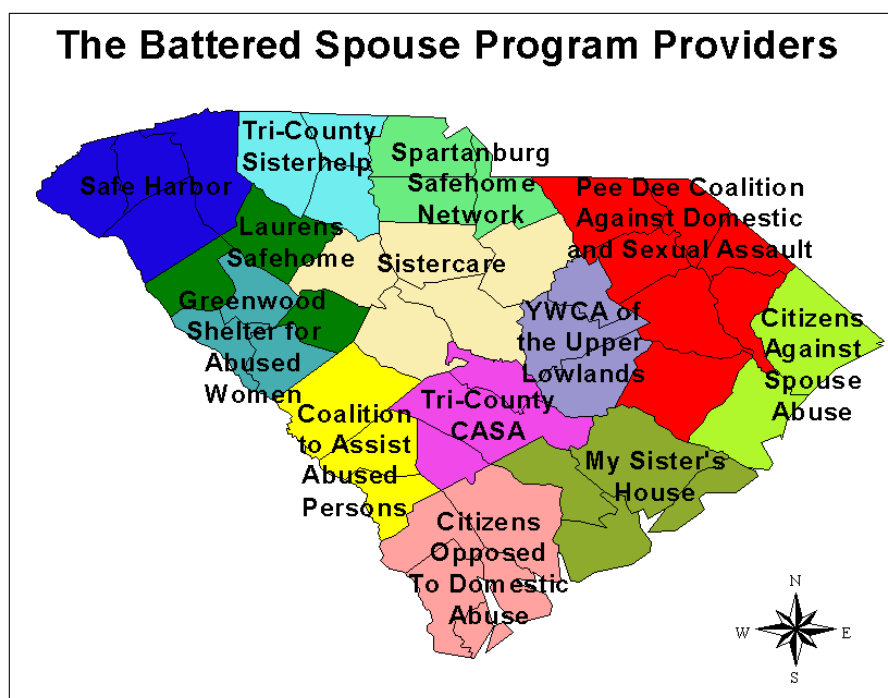 The Battered Spouse Program Providers
Tri-County
Sisterhelp
Spartanburg
Safehome
Network
Safe Harbor
Pee Dee Coalition
Against Domestic
and Sexual Assault
Laurens
Safehome
Sistercare
Greenwood
Shelter for
Abused
Women
YWCA of
the Upper
Lowlands
Citizens
Against
Spouse
Abuse
Coalition
to Assist
Abused
Persons
Tri-County
CASA
My Sister's
House
Citizens
Opposed
To Domestic
Abuse
N
W
E
S